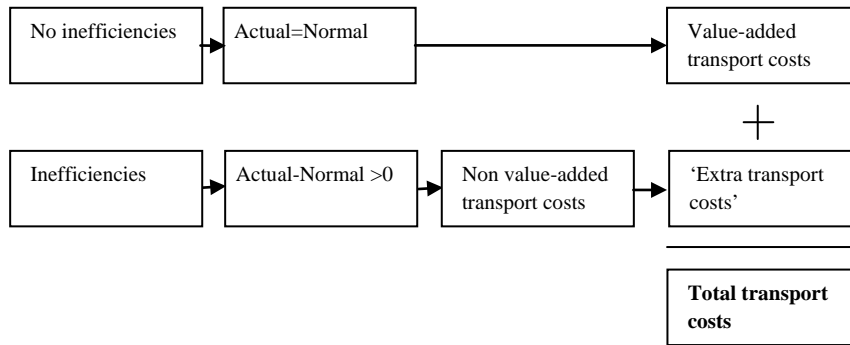 No inefficiencies
Actual=Normal
Value-added
transport costs
+
Inefficiencies
Actual-Normal >0
Non value-added
transport costs
‘Extra transport
costs’
Total transport
costs